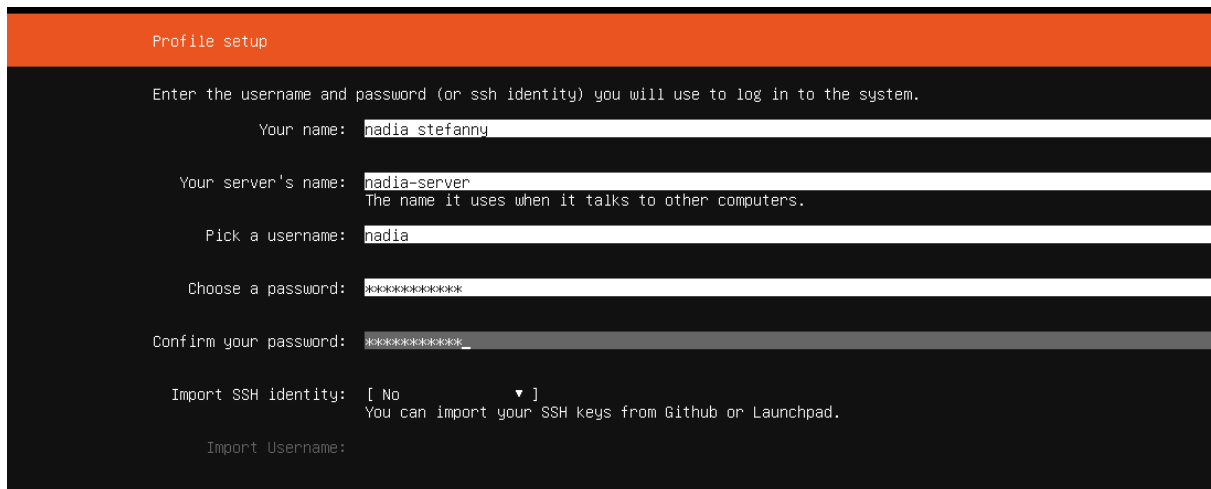 Profile setup
Enter the username and password (or ssh identity) you will use to log in to the system.
Your name: nadia stefanny
Your server's name: nadia-server
The name it uses when it talks to other computers.
Pick a username: nadia
Choose a password: ***********
Confirm your password: ***********_
Import SSH identity: [ No ▼ ]
You can import your SSH keys from Github or Launchpad.
Import Username: